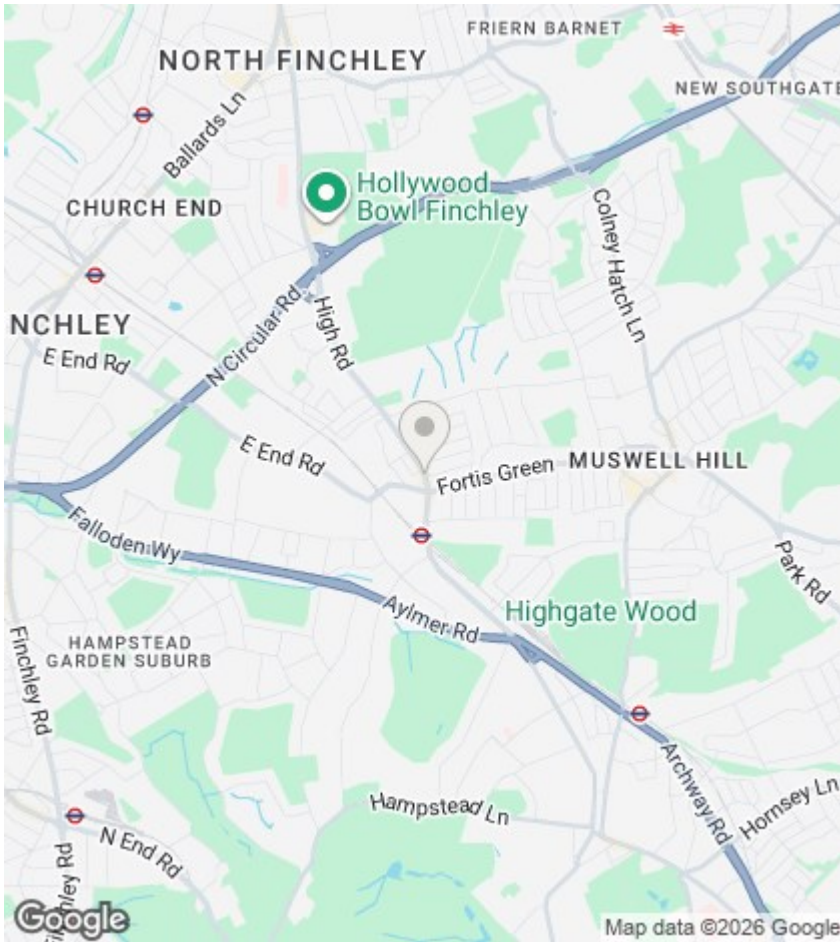 FRIERN BARNET
NORTH FINCHLEY
NEW SOUTHGATE
Ballards Ln
Hollywood
Bowl Finchley
CHURCH END
Colney Hatch Ln
NCHLEY
N Circular Rd
High Rd
E End Rd
E End Rd
Fortis Green
MUSWELL HILL
Falloden Wy
Park Rd
Aylmer Rd
Highgate Wood
HAMPSTEAD
GARDEN SUBURB
Finchley Rd
Archway Rd
Hampstead Ln
Hornsey Ln
N End Rd
Finchley Rd
Google
Map data ©2026 Google